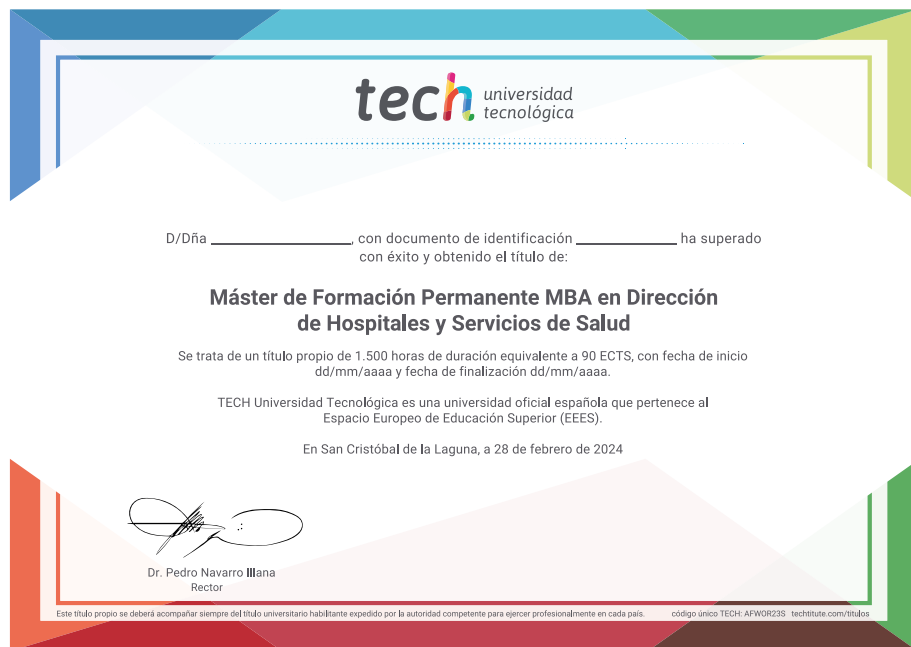 tech universidad
tecnológica
D/Dña ____________________, con documento de identificación ______________ ha superado
con éxito y obtenido el título de:
Máster de Formación Permanente MBA en Dirección
de Hospitales y Servicios de Salud
Se trata de un título propio de 1.500 horas de duración equivalente a 90 ECTS, con fecha de inicio
dd/mm/aaaa y fecha de finalización dd/mm/aaaa.
TECH Universidad Tecnológica es una universidad oficial española que pertenece al
Espacio Europeo de Educación Superior (EEES).
En San Cristóbal de la Laguna, a 28 de febrero de 2024
Dr. Pedro Navarro Illana
Rector
Este título propio se deberá acompañar siempre del título universitario habilitante expedido por la autoridad competente para ejercer profesionalmente en cada país. código único TECH: AFWOR23S techtitute.com/titulos